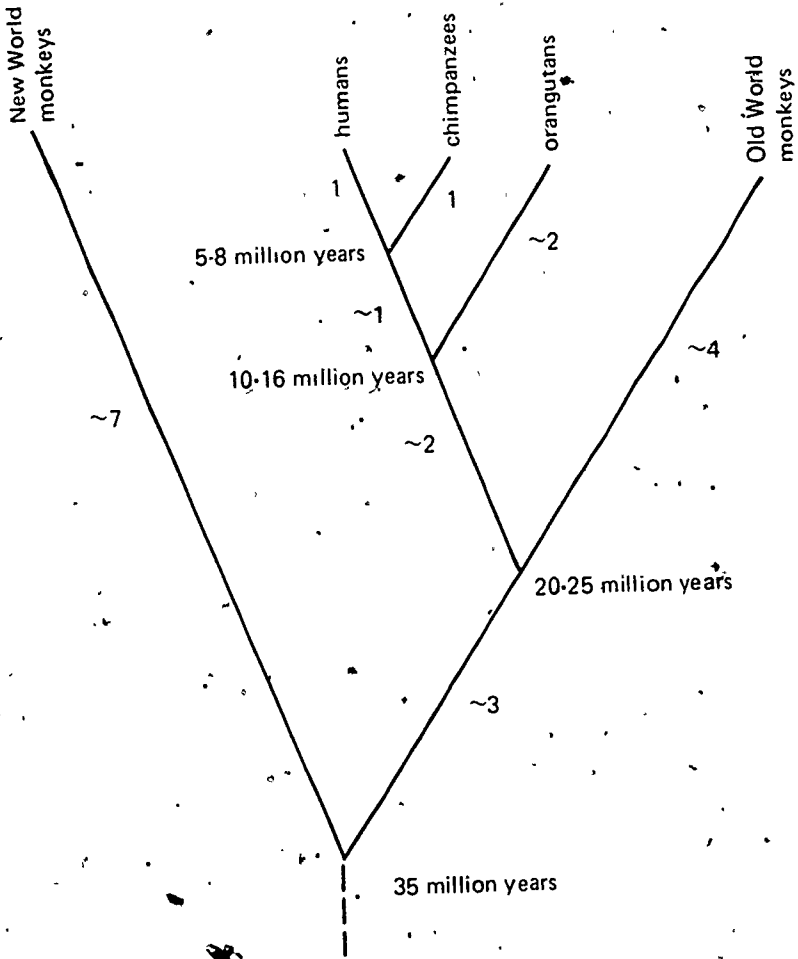 New World
monkeys
humans
chimpanzees
orangutans
Old World
monkeys
1
1
5-8 million years
~2
~1
~4
10-16 million years
~7
~2
20-25 million years
~3
35 million years